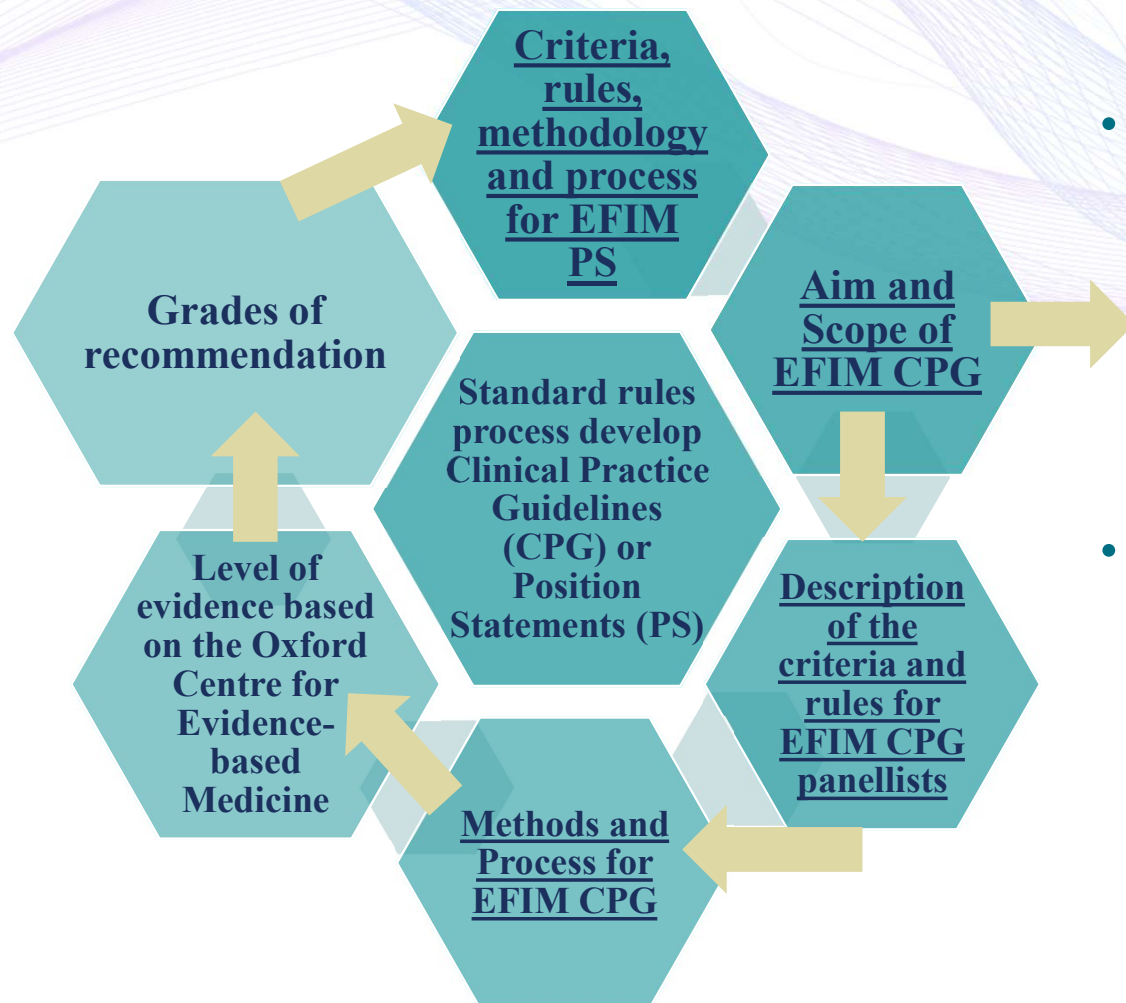 Criteria,
rules,
methodology
and process
for EFIM
PS
Aim and
Scope of
EFIM CPG
Description
of the
criteria and
rules for
EFIM CPG
panellists
Methods and
Process for
EFIM CPG
Level of
evidence based
on the Oxford
Centre for
Evidence-
based
Medicine
Grades of
recommendation
Standard rules
process develop
Clinical Practice
Guidelines
(CPG) or
Position
Statements (PS)
•
•